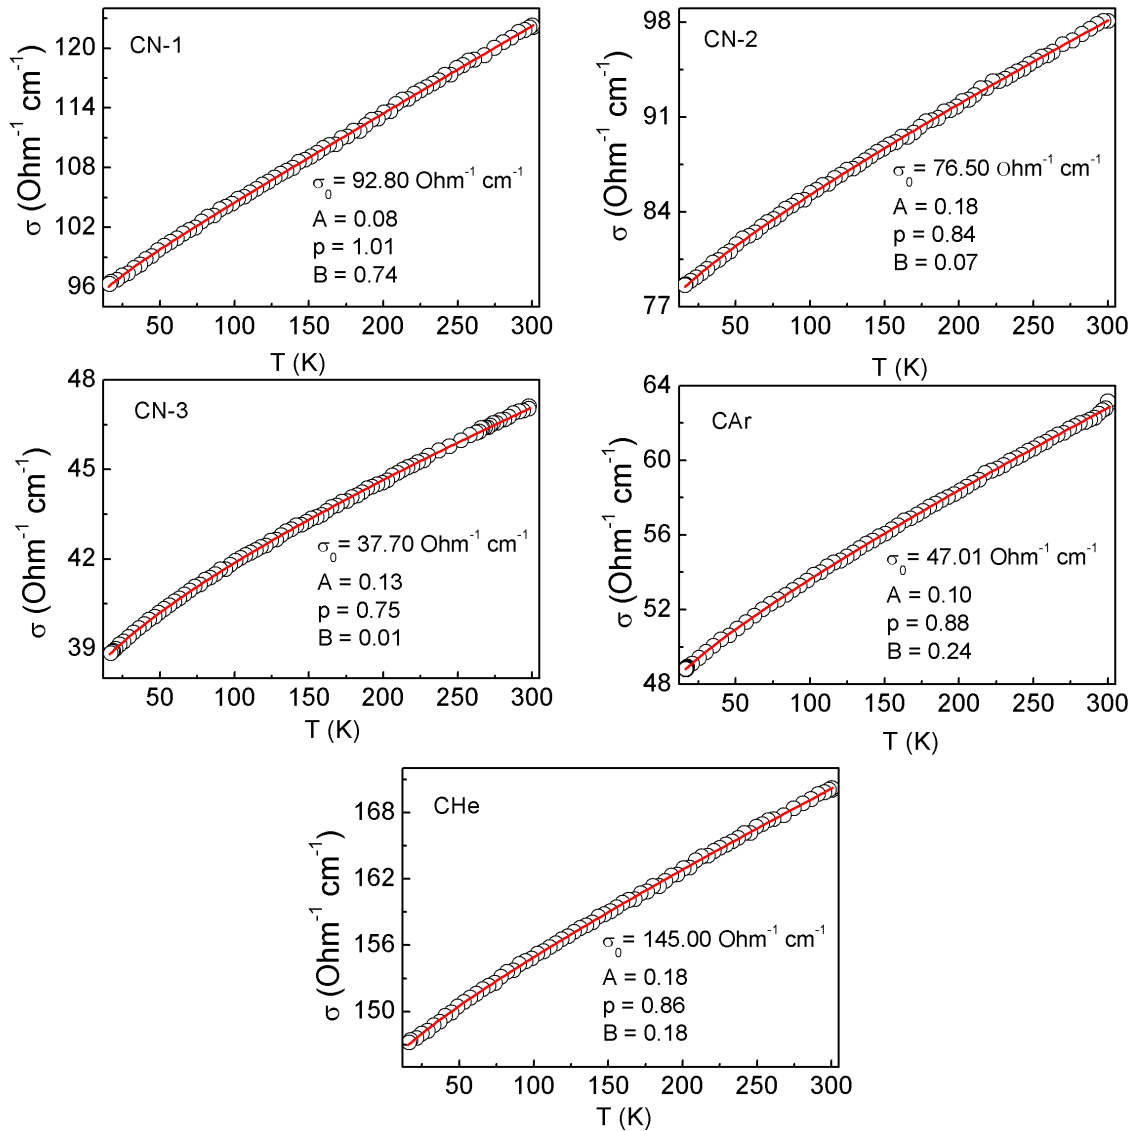 CN-1
σ (Ohm⁻¹ cm⁻¹)
120
114
108
102
96
σ₀= 92.80 Ohm⁻¹ cm⁻¹
A = 0.08
p = 1.01
B = 0.74
50 100 150 200 250 300
T (K)
CN-2
σ (Ohm⁻¹ cm⁻¹)
98
91
84
77
σ₀= 76.50 Ohm⁻¹ cm⁻¹
A = 0.18
p = 0.84
B = 0.07
50 100 150 200 250 300
T (K)
CN-3
σ (Ohm⁻¹ cm⁻¹)
48
45
42
39
σ₀= 37.70 Ohm⁻¹ cm⁻¹
A = 0.13
p = 0.75
B = 0.01
50 100 150 200 250 300
T (K)
CAr
σ (Ohm⁻¹ cm⁻¹)
64
60
56
52
48
σ₀= 47.01 Ohm⁻¹ cm⁻¹
A = 0.10
p = 0.88
B = 0.24
50 100 150 200 250 300
T (K)
CHe
σ (Ohm⁻¹ cm⁻¹)
168
162
156
150
σ₀= 145.00 Ohm⁻¹ cm⁻¹
A = 0.18
p = 0.86
B = 0.18
50 100 150 200 250 300
T (K)